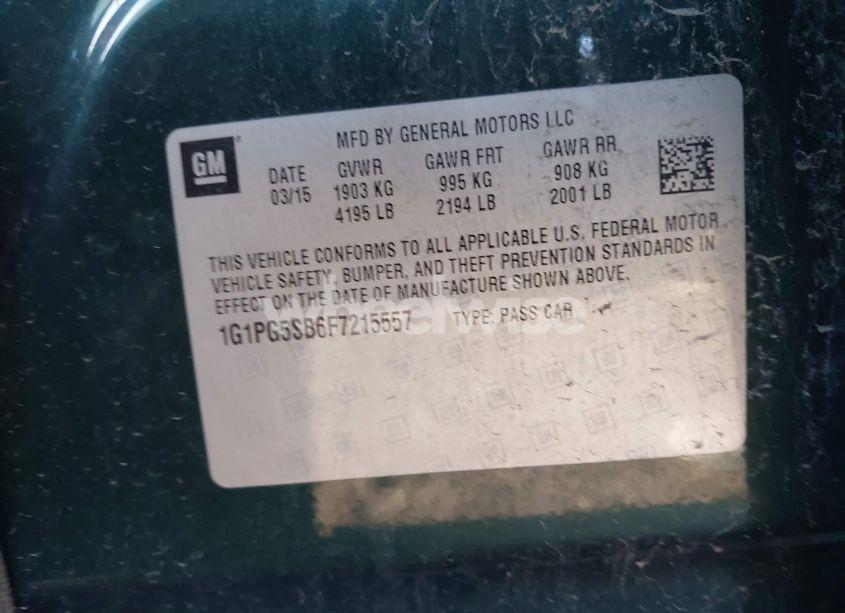 MFD BY GENERAL MOTORS LLC
GM
DATE GVWR GAWR FRT GAWR RR
03/15 1903 KG 995 KG 908 KG
4195 LB 2194 LB 2001 LB
THIS VEHICLE CONFORMS TO ALL APPLICABLE U.S. FEDERAL MOTOR
VEHICLE SAFETY, BUMPER, AND THEFT PREVENTION STANDARDS IN
EFFECT ON THE DATE OF MANUFACTURE SHOWN ABOVE.
1G1PG5SB6F7215557 TYPE: PASS CAR